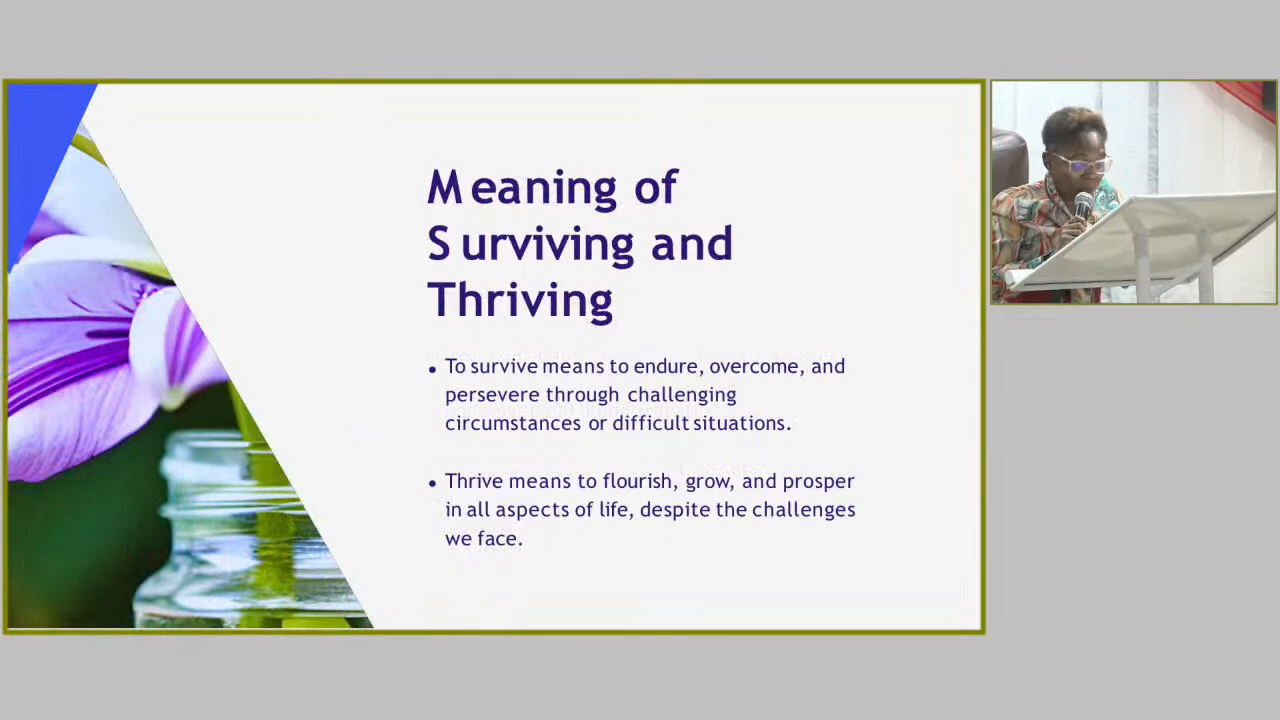 Meaning of
Surviving and
Thriving
• To survive means to endure, overcome, and
persevere through challenging
circumstances or difficult situations.
• Thrive means to flourish, grow, and prosper
in all aspects of life, despite the challenges
we face.